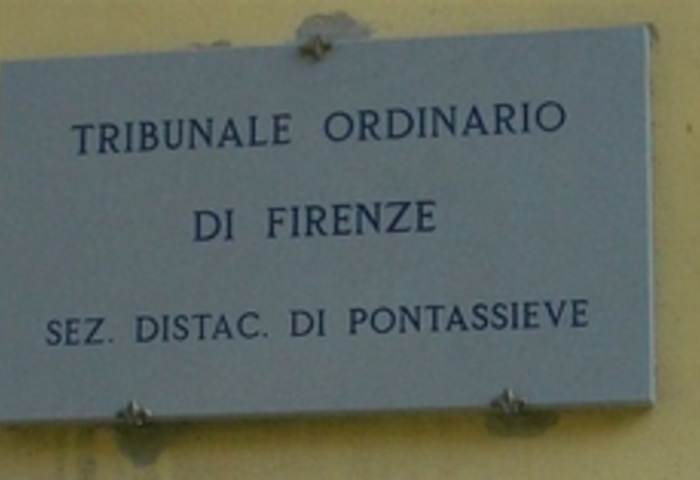 TRIBUNALE ORDINARIO
DI FIRENZE
SEZ. DISTAC. DI PONTASSIEVE